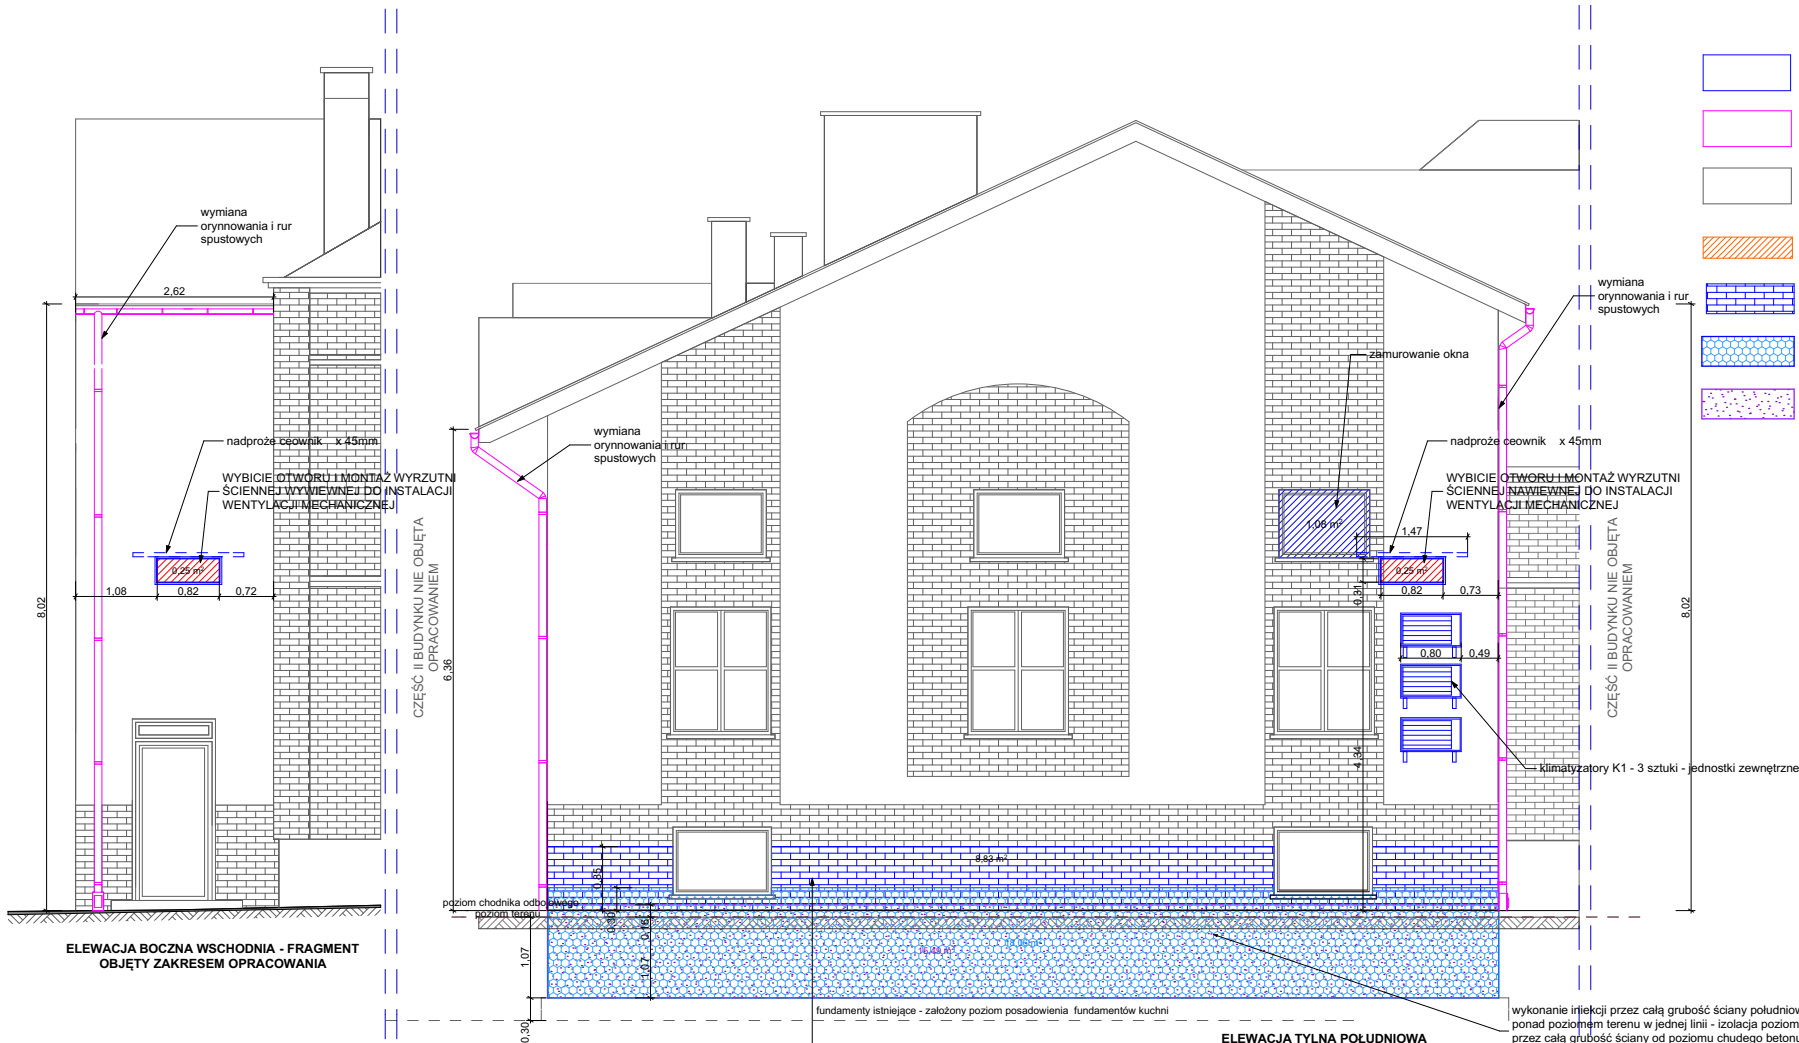 wymiana
orynnowania i rur
spustowych
2,62
8,02
nadproże ceownik x 45mm
WYBICIE OTWORU I MONTAŻ WYRZUTNI
ŚCIENNEJ WYWIEWNEJ DO INSTALACJI
WENTYLACJI MECHANICZNEJ
0,25 m²
1,08
0,82
0,72
CZĘŚĆ II BUDYNKU NIE OBJĘTA
OPRACOWANIEM
ELEWACJA BOCZNA WSCHODNIA - FRAGMENT
OBJĘTY ZAKRESEM OPRACOWANIA
wymiana
orynnowania i rur
spustowych
6,36
zamurowanie okna
1,08 m²
wymiana
orynnowania i rur
spustowych
nadproże ceownik x 45mm
WYBICIE OTWORU I MONTAŻ WYRZUTNI
ŚCIENNEJ NAWIEWNEJ DO INSTALACJI
WENTYLACJI MECHANICZNEJ
1,47
0,25 m²
0,31
0,82
0,73
0,80
0,49
4,34
8,02
CZĘŚĆ II BUDYNKU NIE OBJĘTA
OPRACOWANIEM
klimatyzatory K1 - 3 sztuki - jednostki zewnętrzne
8,83 m²
0,85
poziom chodnika odbojowego
poziom terenu
0,30
0,16
1,07
1,07
0,30
fundamenty istniejące - założony poziom posadowienia fundamentów kuchni
ELEWACJA TYLNA POŁUDNIOWA
wykonanie iniekcji przez całą grubość ściany południow
ponad poziomem terenu w jednej linii - izolacja poziom
przez całą grubość ściany od poziomu chudego betonu